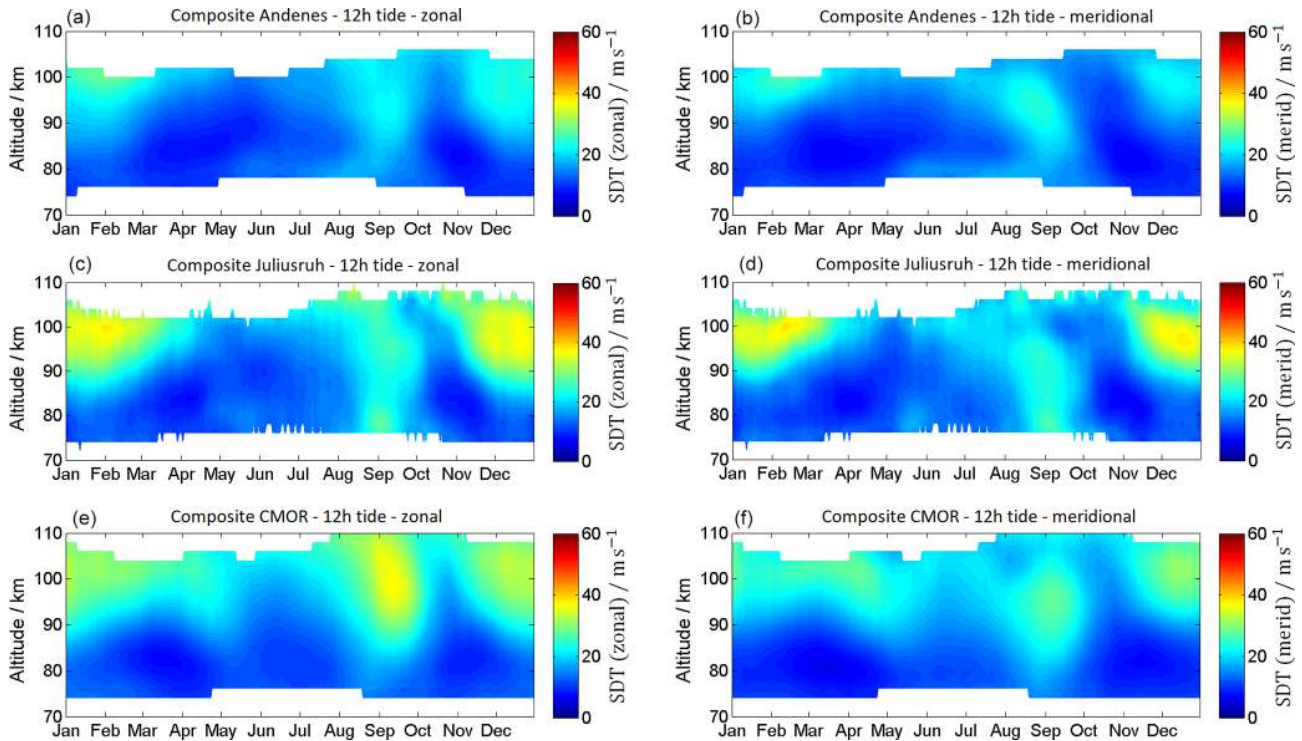 (a) Composite Andenes - 12h tide - zonal
110
100
90
80
70
Altitude / km
Jan Feb Mar Apr May Jun Jul Aug Sep Oct Nov Dec
60
40
20
0
SDT (zonal) / m s⁻¹
(b) Composite Andenes - 12h tide - meridional
110
100
90
80
70
Altitude / km
Jan Feb Mar Apr May Jun Jul Aug Sep Oct Nov Dec
60
40
20
0
SDT (merid) / m s⁻¹
(c) Composite Juliusruh - 12h tide - zonal
110
100
90
80
70
Altitude / km
Jan Feb Mar Apr May Jun Jul Aug Sep Oct Nov Dec
60
40
20
0
SDT (zonal) / m s⁻¹
(d) Composite Juliusruh - 12h tide - meridional
110
100
90
80
70
Altitude / km
Jan Feb Mar Apr May Jun Jul Aug Sep Oct Nov Dec
60
40
20
0
SDT (merid) / m s⁻¹
(e) Composite CMOR - 12h tide - zonal
110
100
90
80
70
Altitude / km
Jan Feb Mar Apr May Jun Jul Aug Sep Oct Nov Dec
60
40
20
0
SDT (zonal) / m s⁻¹
(f) Composite CMOR - 12h tide - meridional
110
100
90
80
70
Altitude / km
Jan Feb Mar Apr May Jun Jul Aug Sep Oct Nov Dec
60
40
20
0
SDT (merid) / m s⁻¹